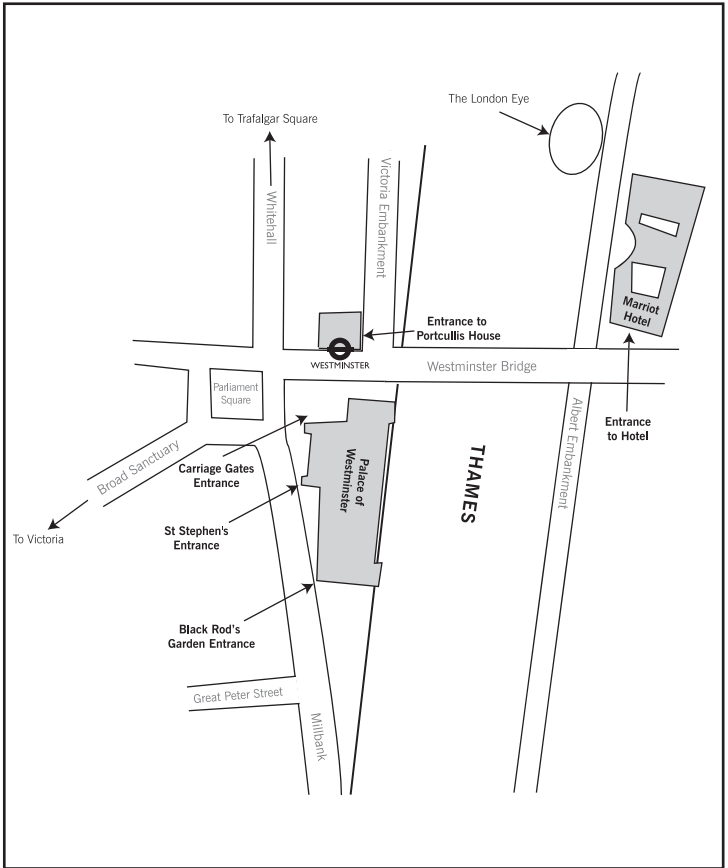 The London Eye
To Trafalgar Square
Whitehall
Victoria Embankment
Marriot
Hotel
Entrance to
Portcullis House
WESTMINSTER
Westminster Bridge
Parliament
Square
Entrance
to Hotel
Albert Embankment
Broad Sanctuary
Carriage Gates
Entrance
Palace of
Westminster
THAMES
To Victoria
St Stephen's
Entrance
Black Rod's
Garden Entrance
Great Peter Street
Millbank